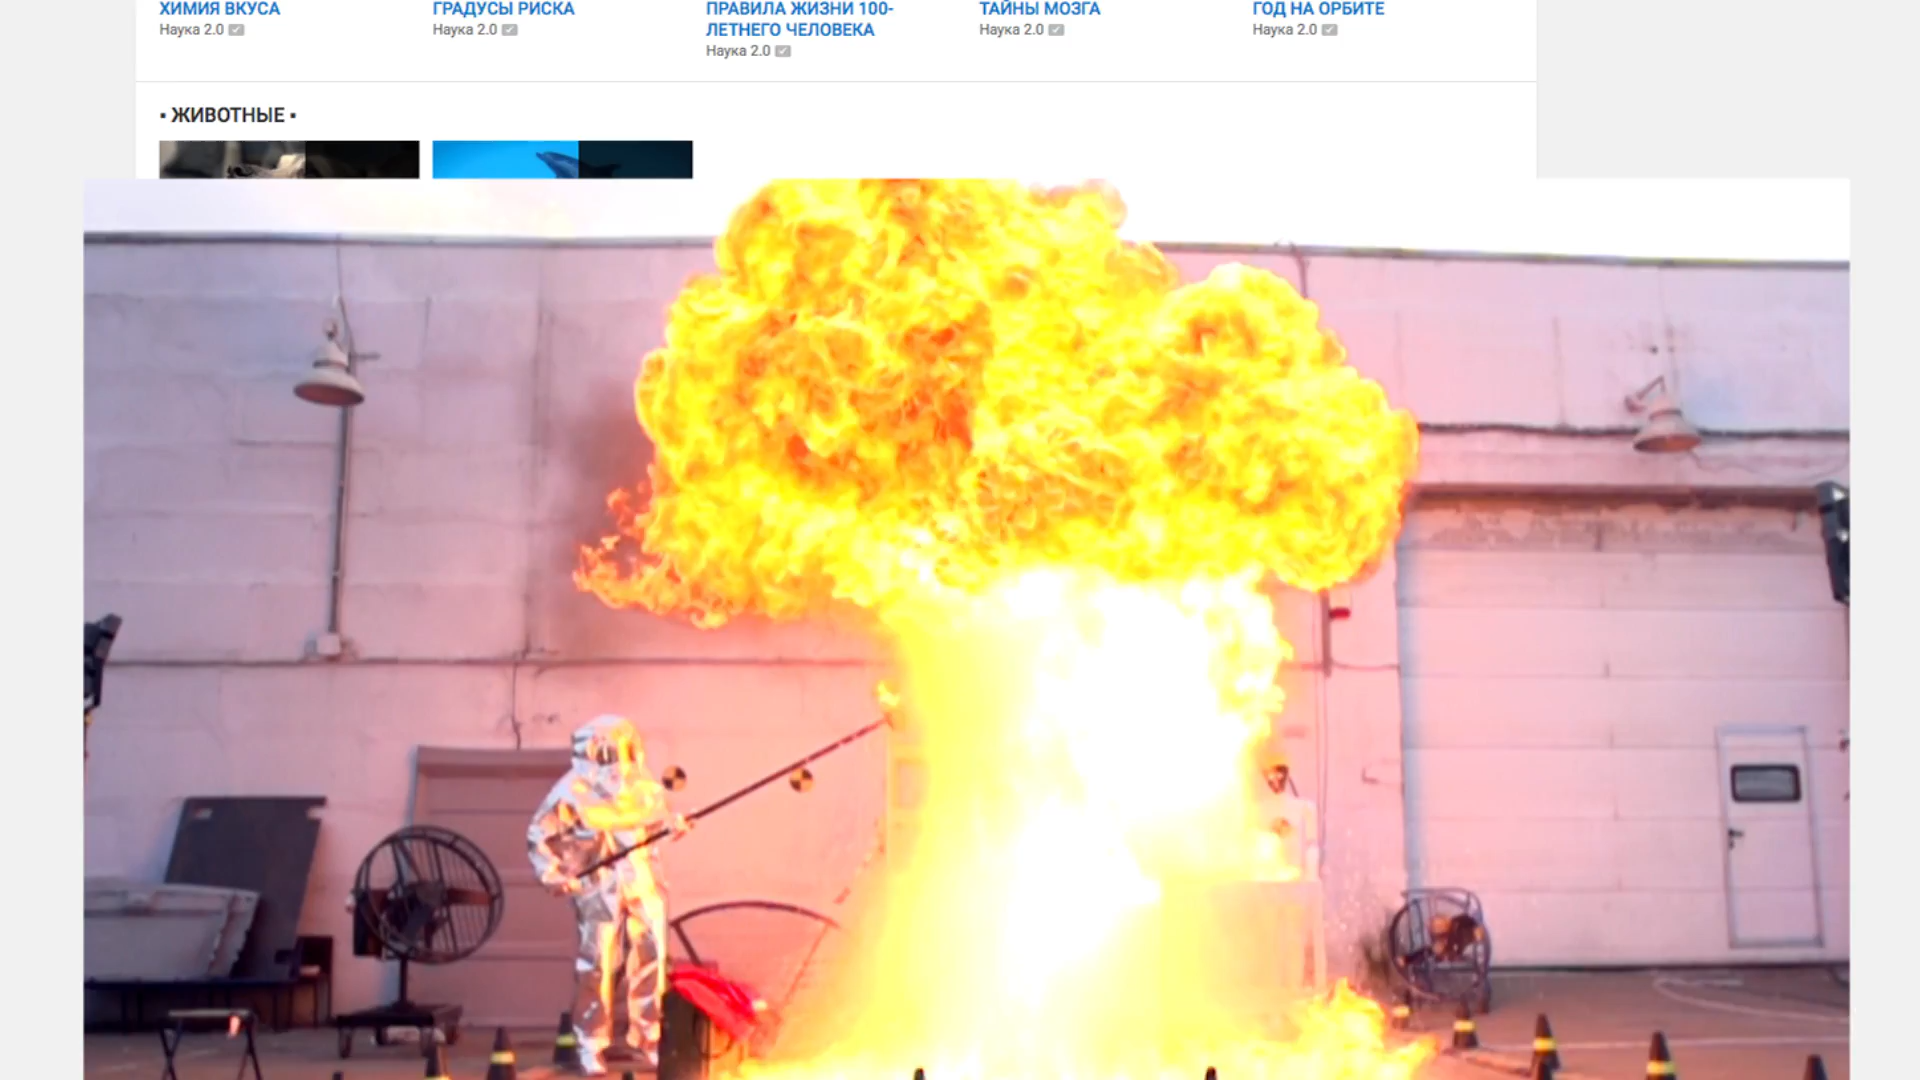 ХИМИЯ ВКУСА
Наука 2.0
ГРАДУСЫ РИСКА
Наука 2.0
ПРАВИЛА ЖИЗНИ 100-
ЛЕТНЕГО ЧЕЛОВЕКА
Наука 2.0
ТАЙНЫ МОЗГА
Наука 2.0
ГОД НА ОРБИТЕ
Наука 2.0
▪ ЖИВОТНЫЕ ▪